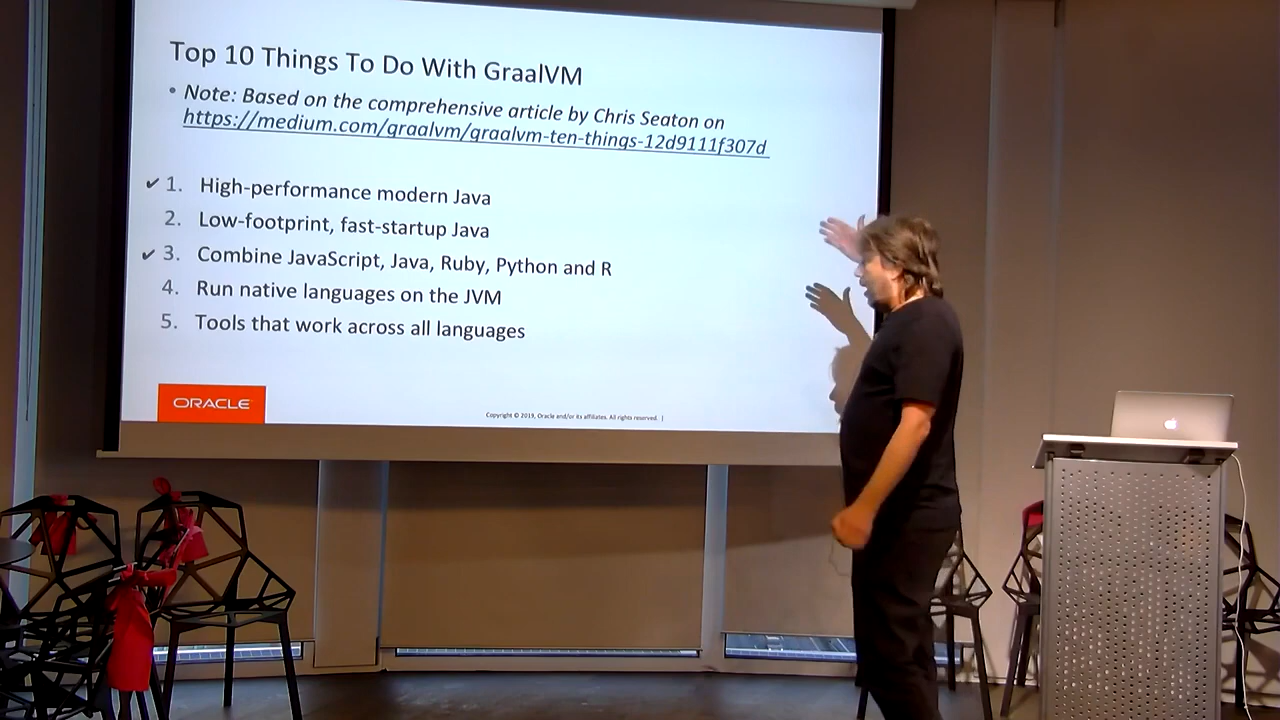 Top 10 Things To Do With GraalVM
• Note: Based on the comprehensive article by Chris Seaton on
https://medium.com/graalvm/graalvm-ten-things-12d9111f307d
✔ 1. High-performance modern Java
2. Low-footprint, fast-startup Java
✔ 3. Combine JavaScript, Java, Ruby, Python and R
4. Run native languages on the JVM
5. Tools that work across all languages
ORACLE
Copyright © 2019, Oracle and/or its affiliates. All rights reserved. |